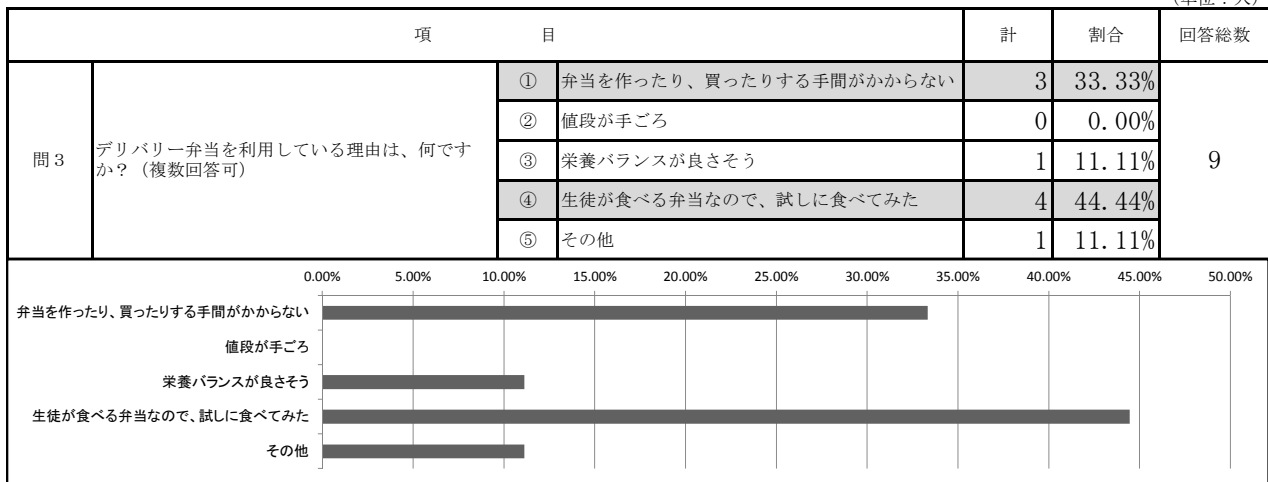 (単位：人)
項　目　計　割合　回答総数
問３　デリバリー弁当を利用している理由は、何ですか？（複数回答可）
① 弁当を作ったり、買ったりする手間がかからない 3 33.33%
② 値段が手ごろ 0 0.00%
③ 栄養バランスが良さそう 1 11.11% 9
④ 生徒が食べる弁当なので、試しに食べてみた 4 44.44%
⑤ その他 1 11.11%
0.00% 5.00% 10.00% 15.00% 20.00% 25.00% 30.00% 35.00% 40.00% 45.00% 50.00%
弁当を作ったり、買ったりする手間がかからない
値段が手ごろ
栄養バランスが良さそう
生徒が食べる弁当なので、試しに食べてみた
その他